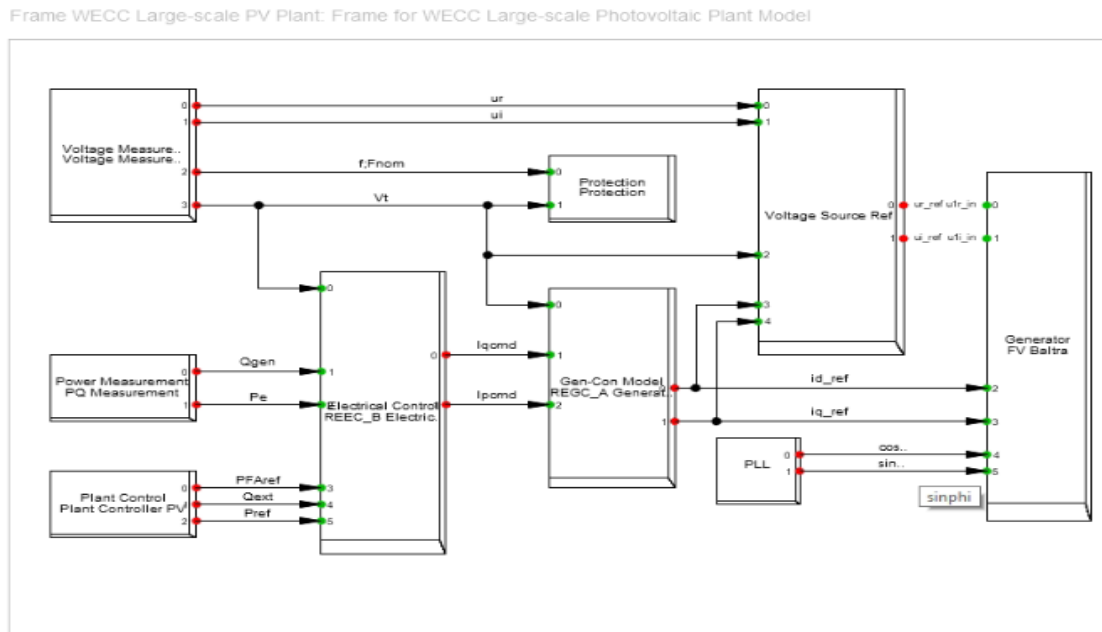 Frame WECC Large-scale PV Plant: Frame for WECC Large-scale Photovoltaic Plant Model
Voltage Measure..
Voltage Measure..
0
1
2
3
ur
ui
f;Fnom
Vt
0
1
Protection
Protection
0
1
2
3
4
Voltage Source Ref
0
1
ur_ref u1r_in
ui_ref u1i_in
0
1
2
3
4
5
Generator
FV Baltra
Power Measurement
PQ Measurement
0
1
Qgen
Pe
Plant Control
Plant Controller PV
0
1
2
PFAref
Qext
Pref
0
1
3
4
5
Electrical Control
REEC_B Electric..
0
Iqcmd
Ipcmd
0
1
2
Gen-Con Model
REGC_A Generat..
0
1
id_ref
iq_ref
PLL
0
1
cos..
sin..
sinphi